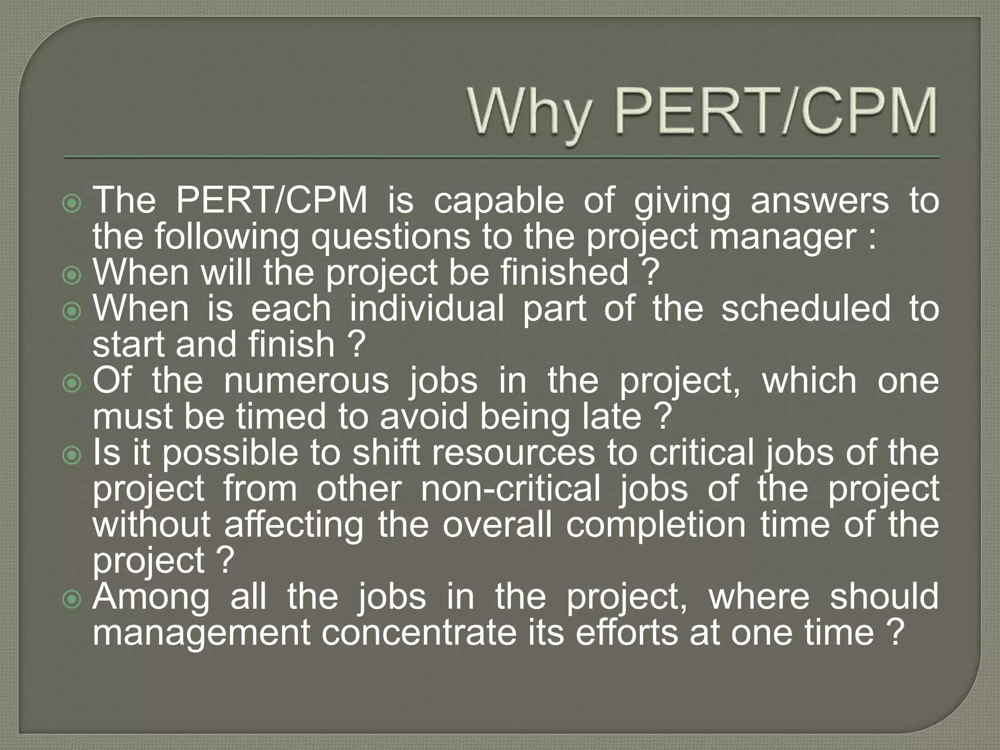 Why PERT/CPM
The PERT/CPM is capable of giving answers to
the following questions to the project manager :
When will the project be finished ?
When is each individual part of the scheduled to
start and finish ?
Of the numerous jobs in the project, which one
must be timed to avoid being late ?
Is it possible to shift resources to critical jobs of the
project from other non-critical jobs of the project
without affecting the overall completion time of the
project ?
Among all the jobs in the project, where should
management concentrate its efforts at one time ?